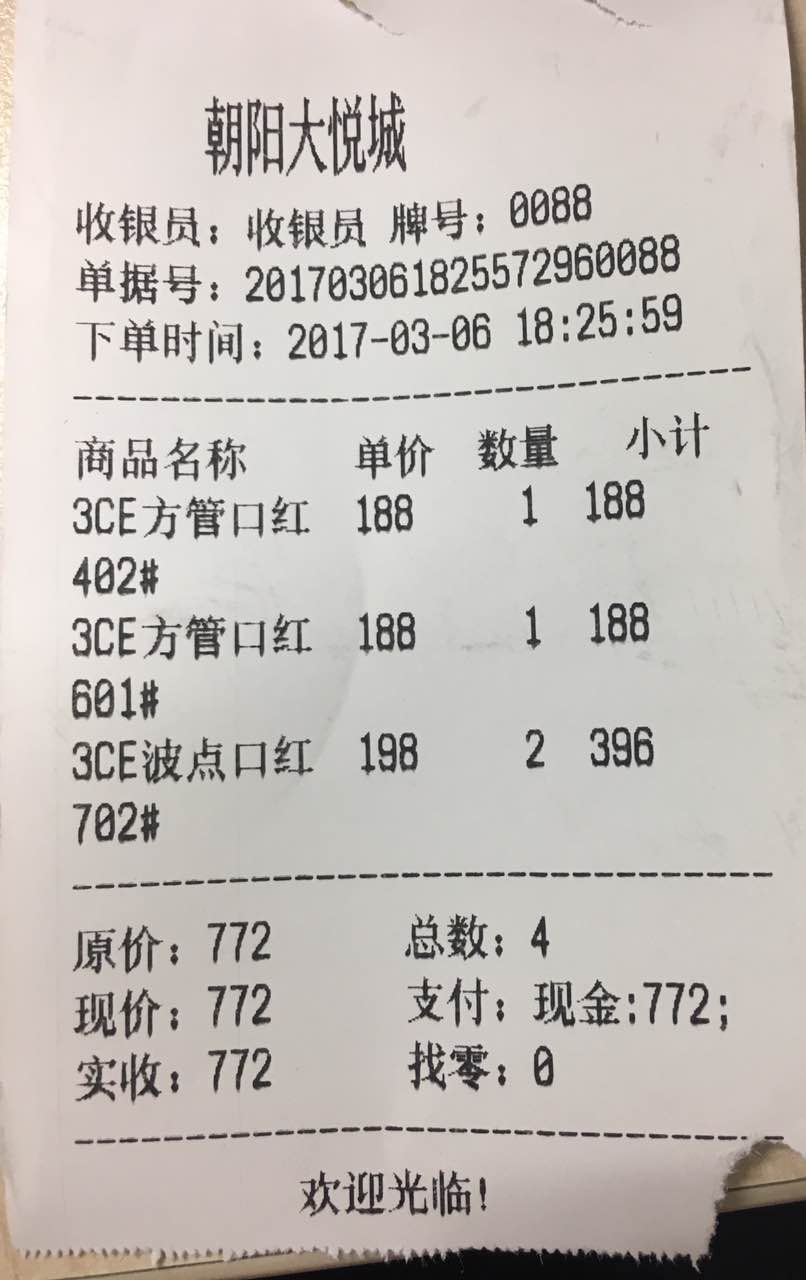 朝阳大悦城
收银员：收银员 牌号：0088
单据号：201703061825572960088
下单时间：2017-03-06 18:25:59
商品名称 单价 数量 小计
3CE方管口红 188 1 188
402#
3CE方管口红 188 1 188
601#
3CE波点口红 198 2 396
702#
原价：772 总数：4
现价：772 支付：现金:772;
实收：772 找零：0
欢迎光临!